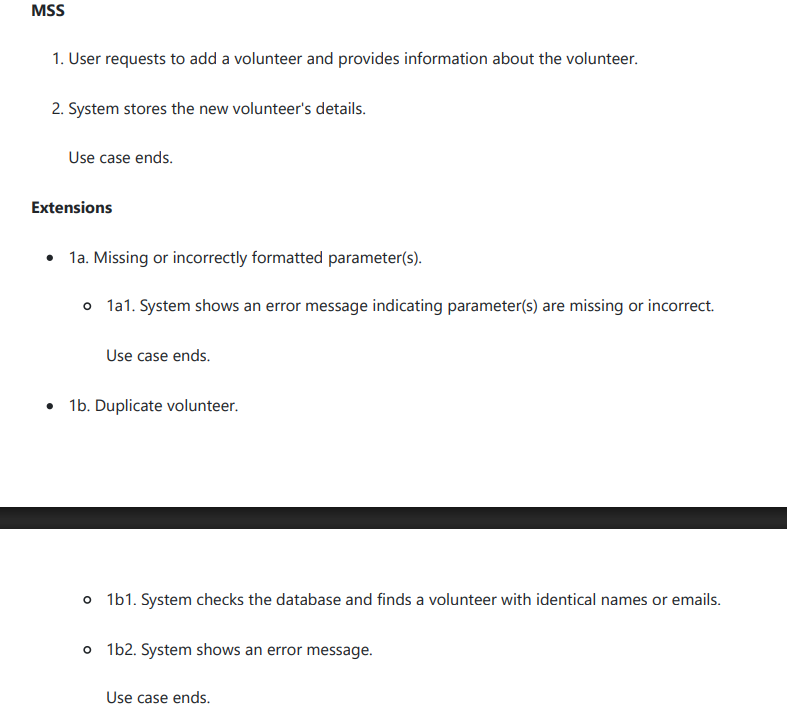 MSS
1. User requests to add a volunteer and provides information about the volunteer.
2. System stores the new volunteer's details.
Use case ends.
Extensions
• 1a. Missing or incorrectly formatted parameter(s).
o 1a1. System shows an error message indicating parameter(s) are missing or incorrect.
Use case ends.
• 1b. Duplicate volunteer.
o 1b1. System checks the database and finds a volunteer with identical names or emails.
o 1b2. System shows an error message.
Use case ends.